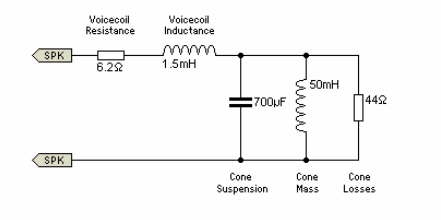 Voicecoil Resistance
Voicecoil Inductance
SPK
6.2Ω
1.5mH
700µF
50mH
44Ω
SPK
Cone Suspension
Cone Mass
Cone Losses